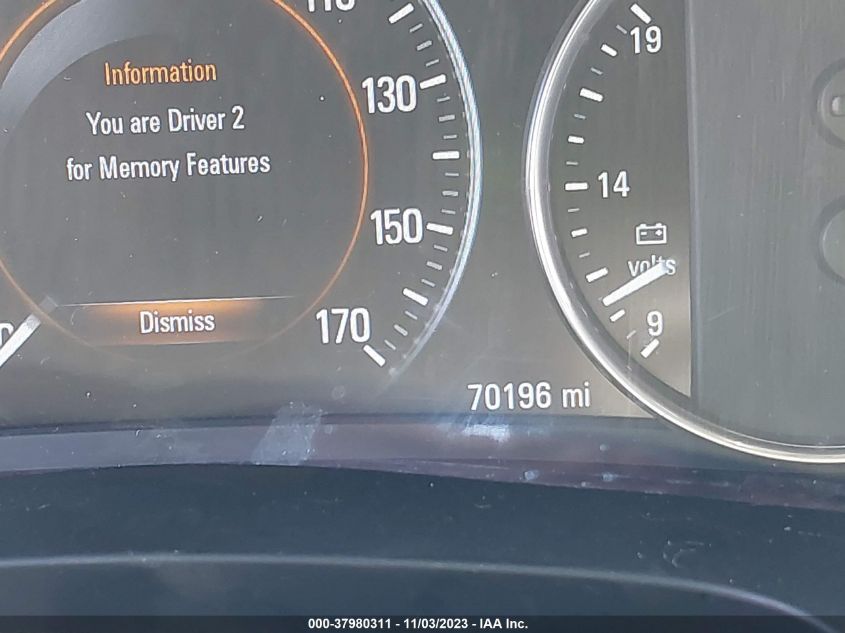 110
Information
You are Driver 2
for Memory Features
Dismiss
130
150
170
19
14
volts
9
70196 mi
000-37980311 - 11/03/2023 - IAA Inc.